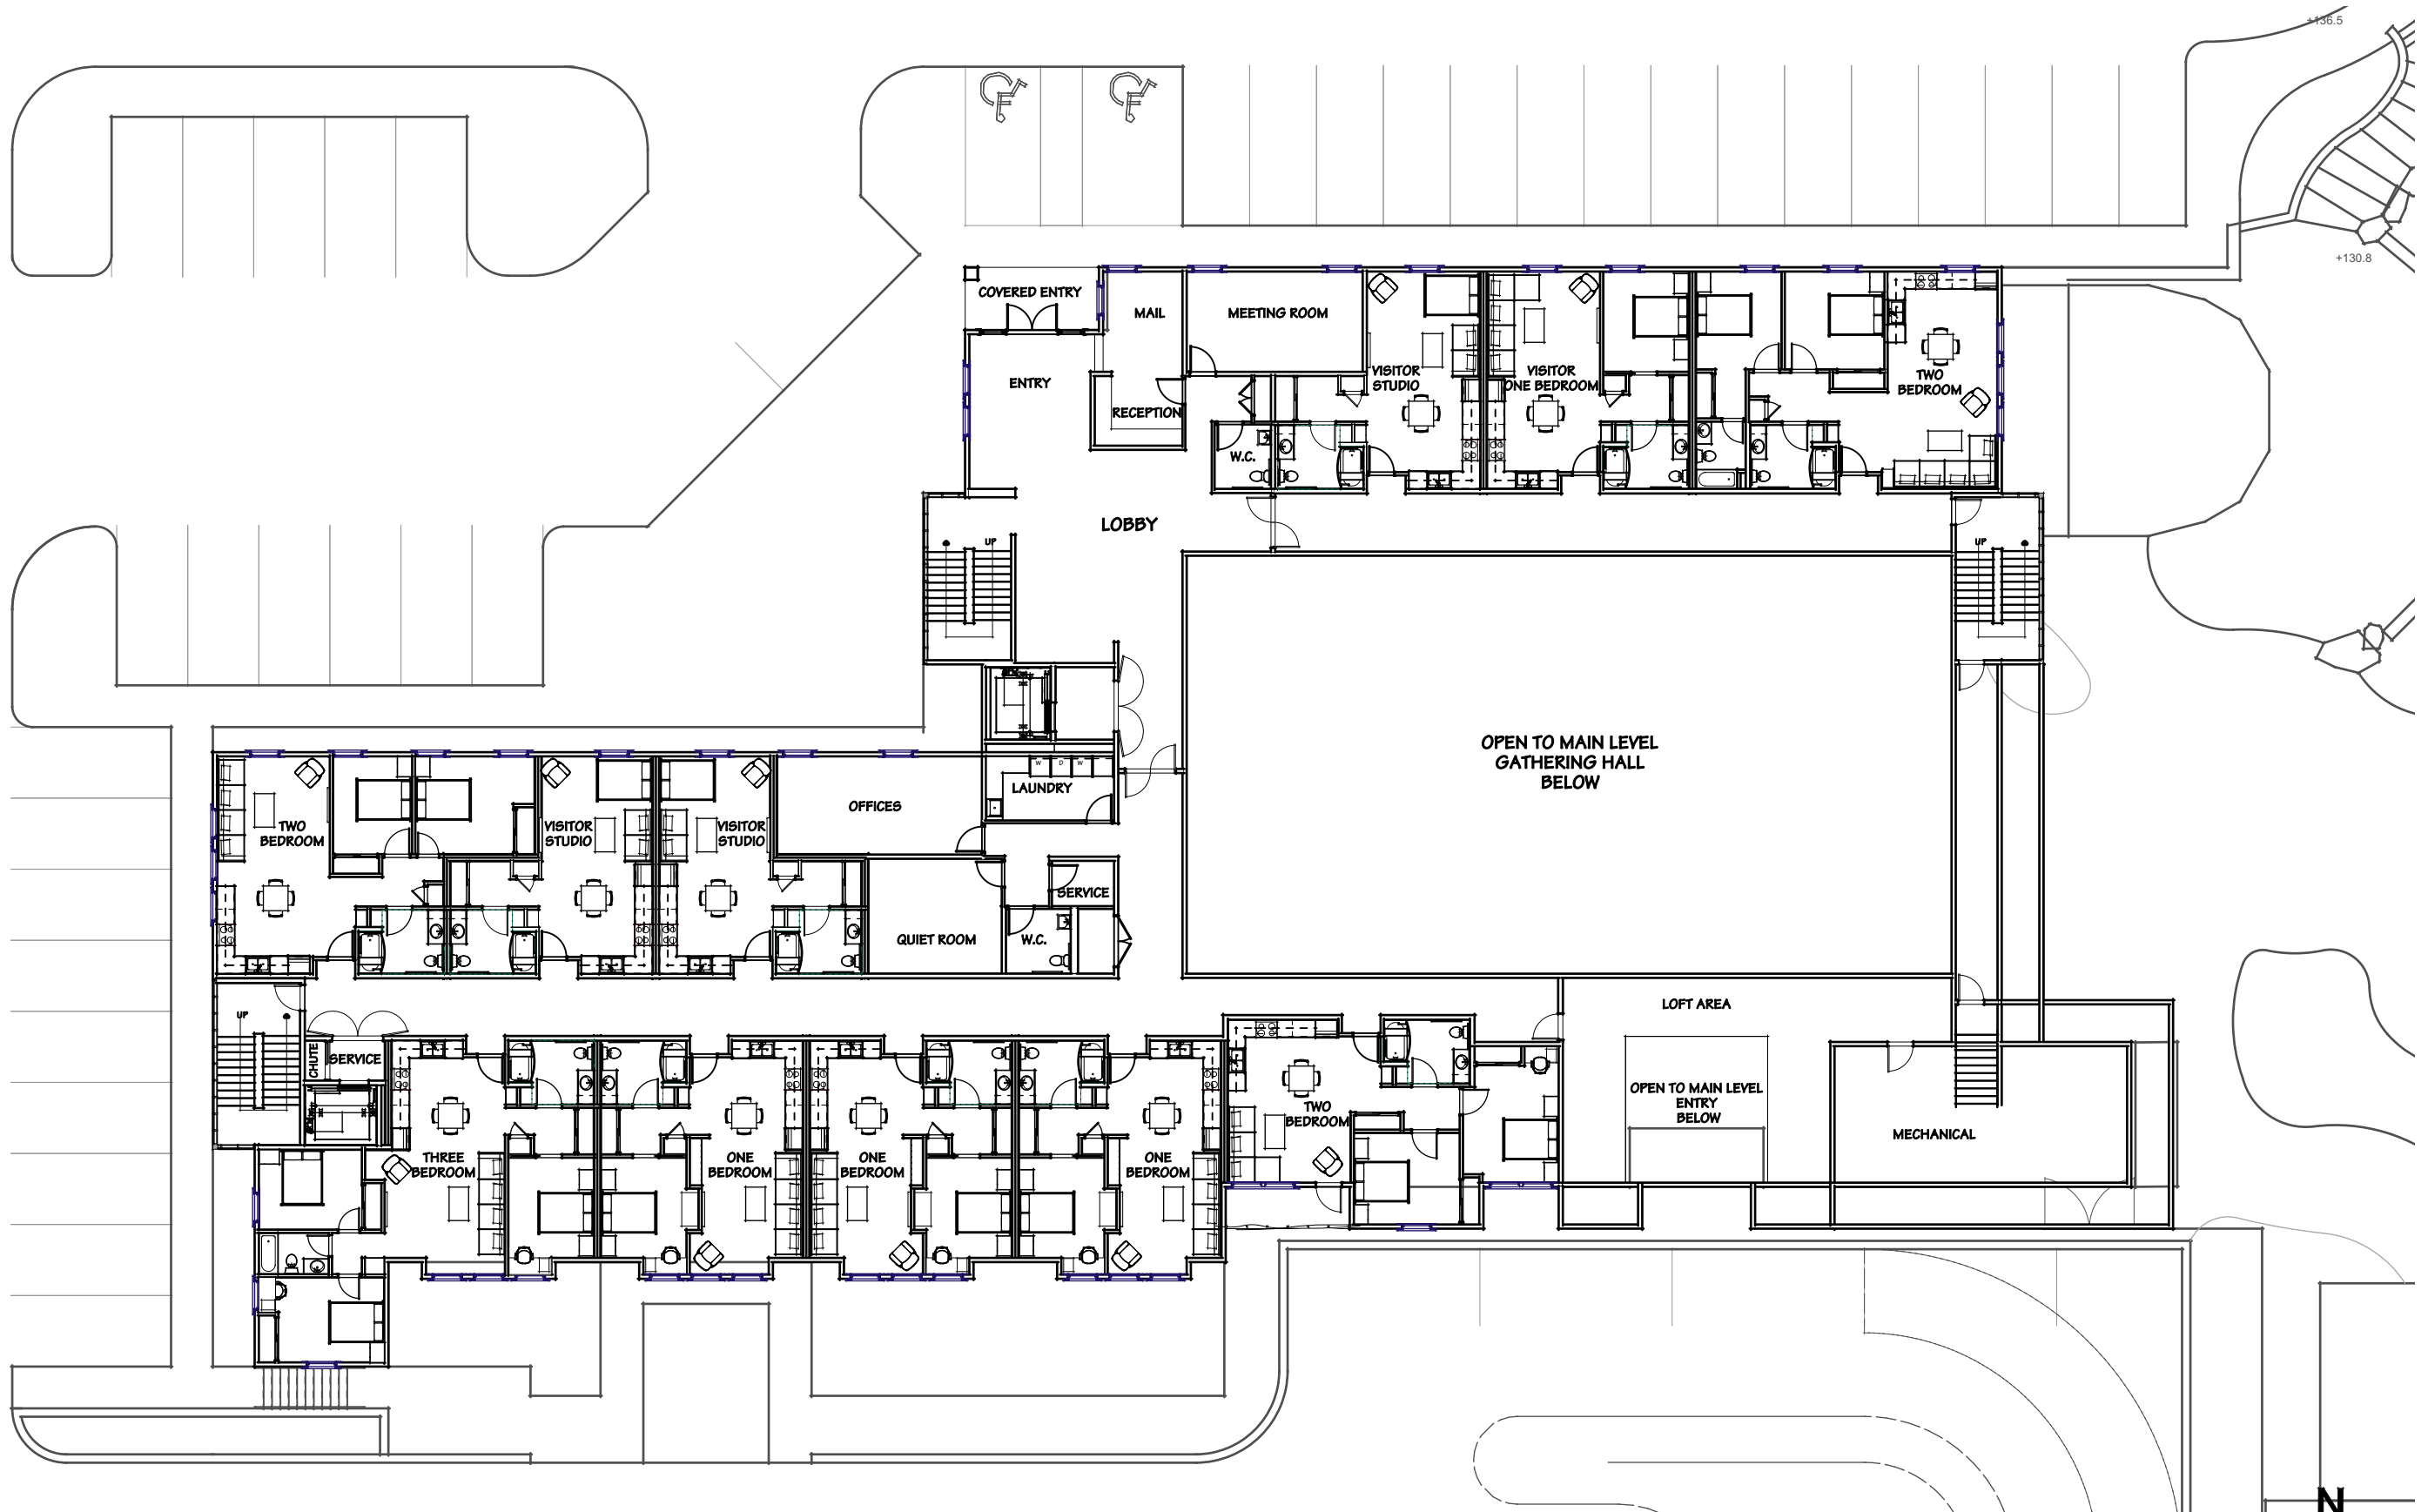 +136.5
+130.8
COVERED ENTRY
MAIL
MEETING ROOM
ENTRY
RECEPTION
VISITOR
STUDIO
VISITOR
ONE BEDROOM
TWO
BEDROOM
W.C.
LOBBY
UP
UP
OPEN TO MAIN LEVEL
GATHERING HALL
BELOW
W
D
W
LAUNDRY
OFFICES
TWO
BEDROOM
VISITOR
STUDIO
VISITOR
STUDIO
SERVICE
QUIET ROOM
W.C.
UP
CHUTE
SERVICE
LOFT AREA
OPEN TO MAIN LEVEL
ENTRY
BELOW
MECHANICAL
TWO
BEDROOM
THREE
BEDROOM
ONE
BEDROOM
ONE
BEDROOM
ONE
BEDROOM
N